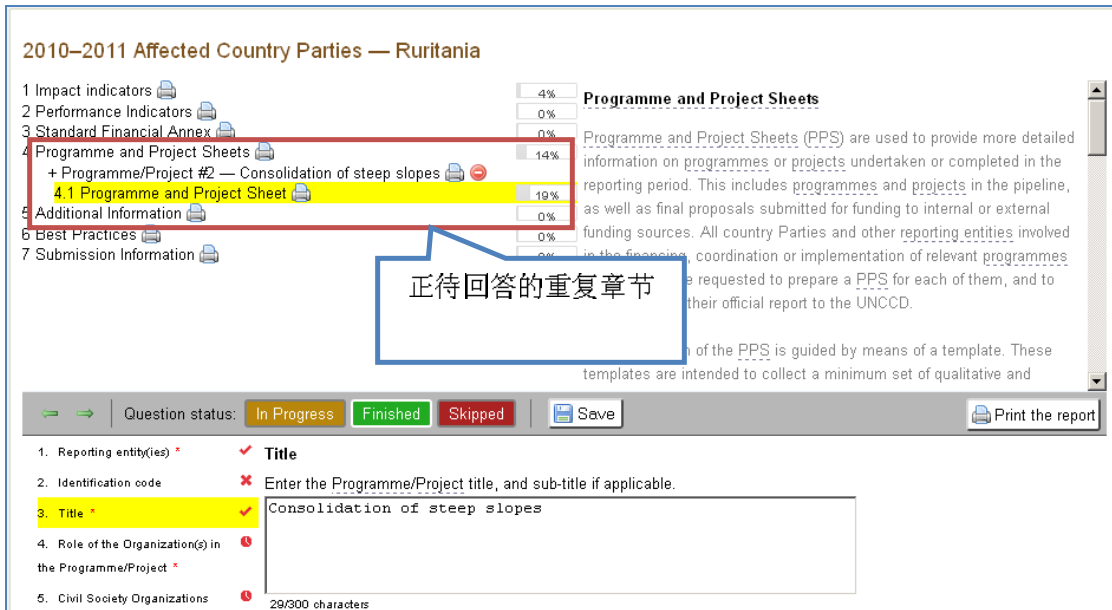 2010–2011 Affected Country Parties — Ruritania
1 Impact indicators
4%
2 Performance Indicators
0%
3 Standard Financial Annex
0%
4 Programme and Project Sheets
14%
+ Programme/Project #2 — Consolidation of steep slopes
4.1 Programme and Project Sheet
19%
5 Additional Information
0%
6 Best Practices
0%
7 Submission Information
正待回答的重复章节
Programme and Project Sheets
Programme and Project Sheets (PPS) are used to provide more detailed
information on programmes or projects undertaken or completed in the
reporting period. This includes programmes and projects in the pipeline,
as well as final proposals submitted for funding to internal or external
funding sources. All country Parties and other reporting entities involved
in the financing, coordination or implementation of relevant programmes
requested to prepare a PPS for each of them, and to
their official report to the UNCCD.
of the PPS is guided by means of a template. These
templates are intended to collect a minimum set of qualitative and
Question status: In Progress Finished Skipped Save Print the report
1. Reporting entity(ies) *
2. Identification code
3. Title *
4. Role of the Organization(s) in
the Programme/Project *
5. Civil Society Organizations
Title
Enter the Programme/Project title, and sub-title if applicable.
Consolidation of steep slopes
29/300 characters